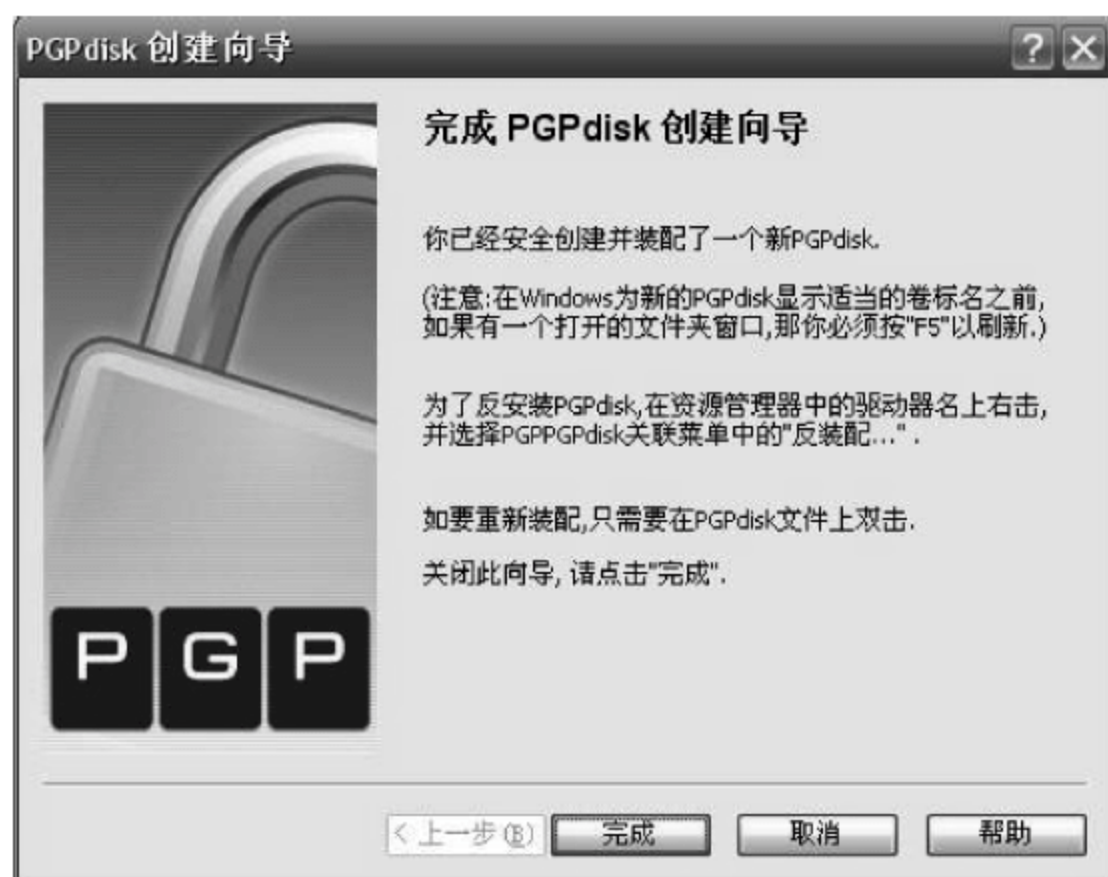 PGPdisk 创建向导
完成 PGPdisk 创建向导
你已经安全创建并装配了一个新PGPdisk.
(注意:在Windows为新的PGPdisk显示适当的卷标名之前,
如果有一个打开的文件夹窗口,那你必须按"F5"以刷新.)
为了反安装PGPdisk,在资源管理器中的驱动器名上右击,
并选择PGPPGPdisk关联菜单中的"反装配..." .
如要重新装配,只需要在PGPdisk文件上双击.
关闭此向导, 请点击"完成".
P G P
< 上一步(B) 完成 取消 帮助